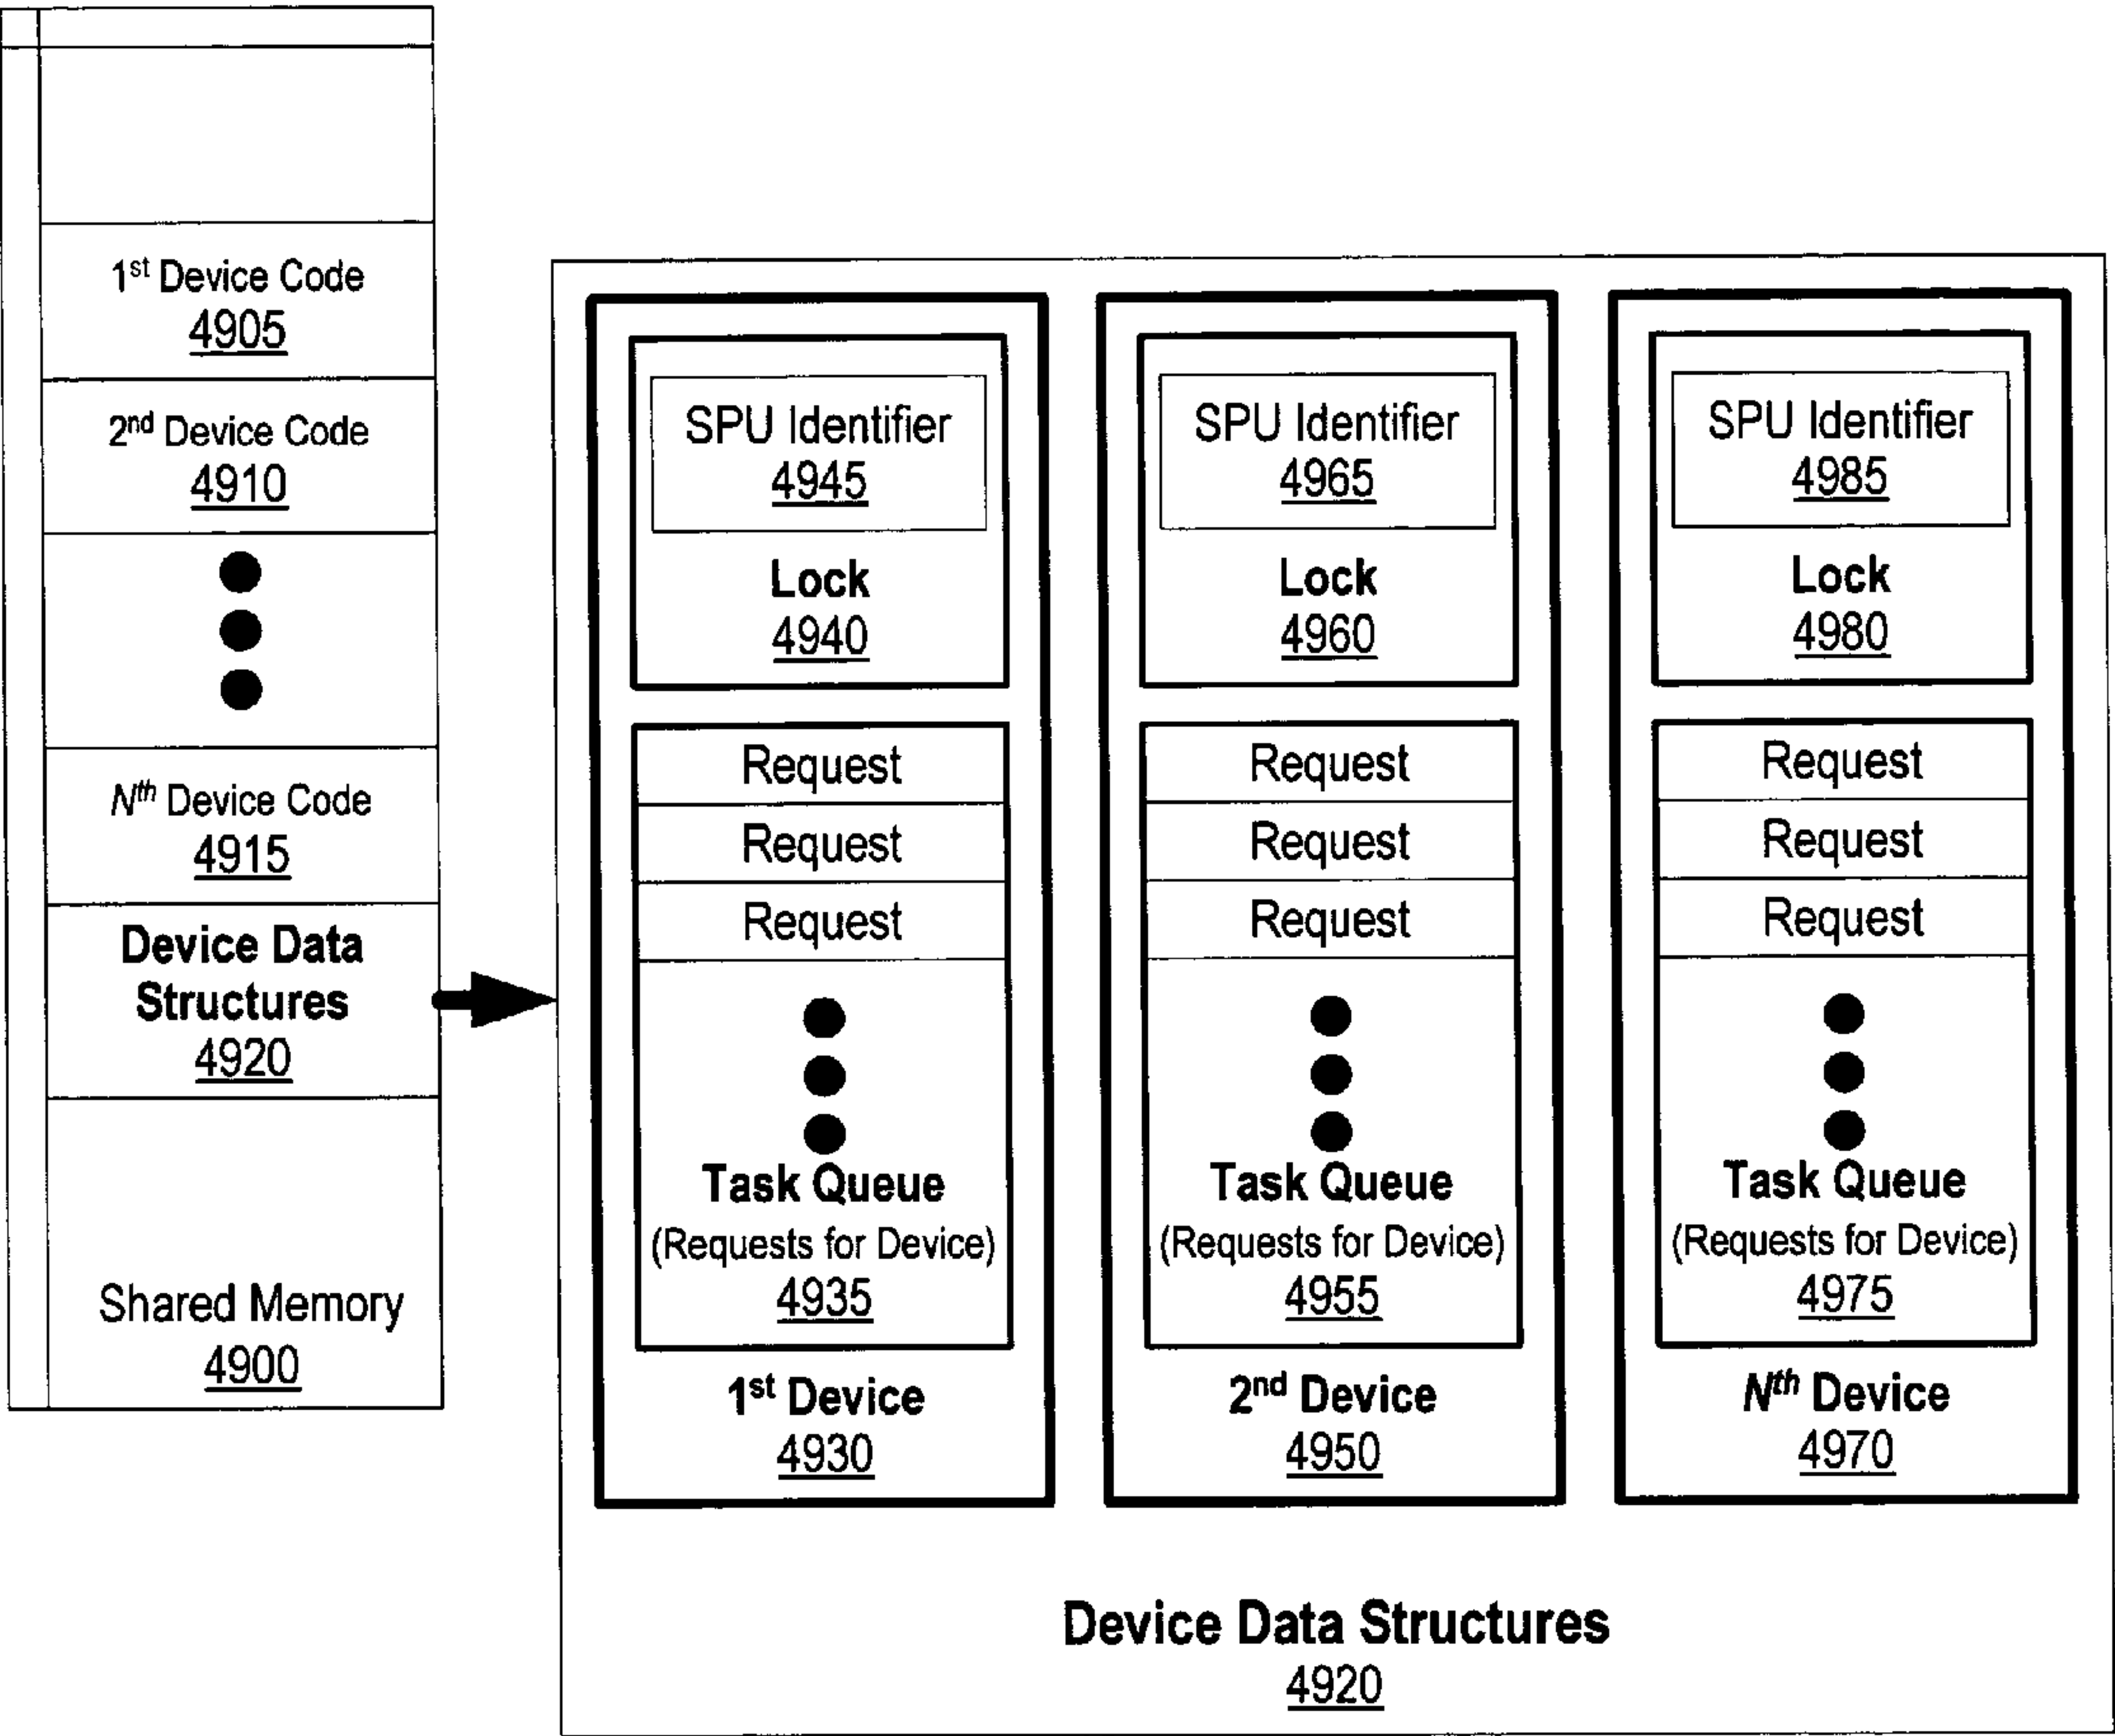 1st Device Code
4905
2nd Device Code
4910
Nth Device Code
4915
Device Data
Structures
4920
Shared Memory
4900
SPU Identifier
4945
Lock
4940
Request
Request
Request
Task Queue
(Requests for Device)
4935
1st Device
4930
SPU Identifier
4965
Lock
4960
Request
Request
Request
Task Queue
(Requests for Device)
4955
2nd Device
4950
SPU Identifier
4985
Lock
4980
Request
Request
Request
Task Queue
(Requests for Device)
4975
Nth Device
4970
Device Data Structures
4920